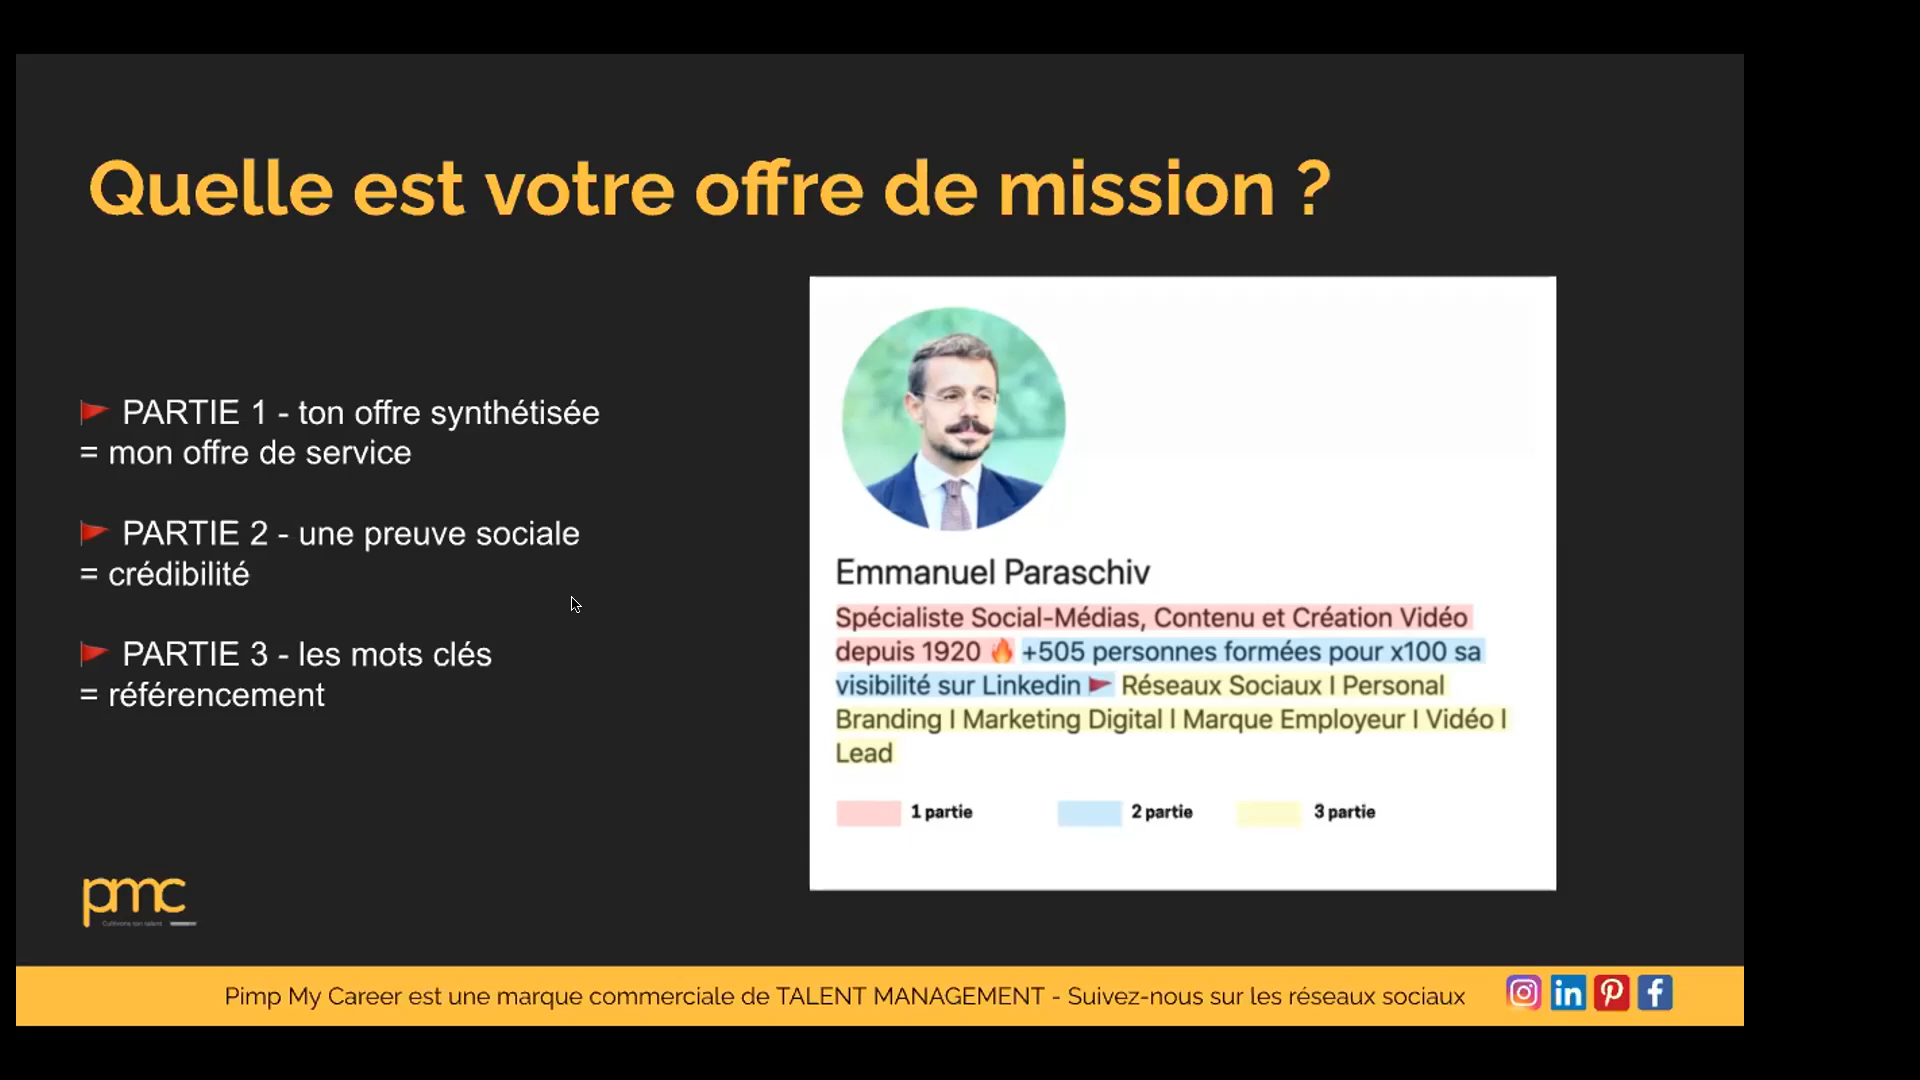 Quelle est votre offre de mission ?
PARTIE 1 - ton offre synthétisée
= mon offre de service
PARTIE 2 - une preuve sociale
= crédibilité
PARTIE 3 - les mots clés
= référencement
Emmanuel Paraschiv
Spécialiste Social-Médias, Contenu et Création Vidéo
depuis 1920 🔥 +505 personnes formées pour x100 sa
visibilité sur Linkedin 🚩 Réseaux Sociaux I Personal
Branding I Marketing Digital I Marque Employeur I Vidéo I
Lead
1 partie 2 partie 3 partie
pmc
Cultivons ton talent
Pimp My Career est une marque commerciale de TALENT MANAGEMENT - Suivez-nous sur les réseaux sociaux